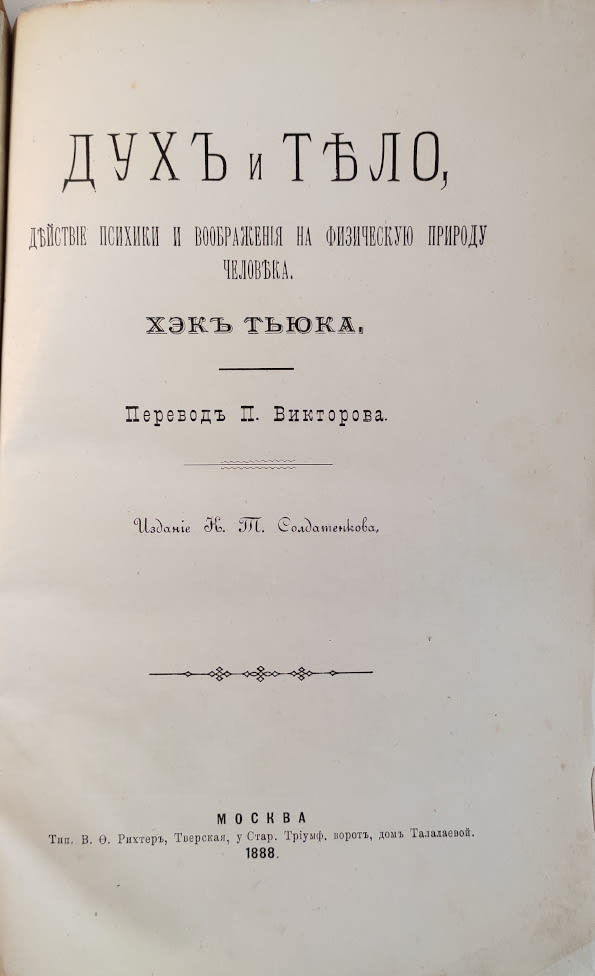 ДУХЪ и ТѢЛО,
ДѢЙСТВІЕ ПСИХИКИ И ВООБРАЖЕНІЯ НА ФИЗИЧЕСКУЮ ПРИРОДУ
ЧЕЛОВѢКА.
ХЭКЪ ТЬЮКА.
Переводъ П. Викторова.
Изданіе К. Т. Солдатенкова.
МОСКВА
Тип. В. Ѳ. Рихтеръ, Тверская, у Стар. Тріумф. воротъ, домъ Талалаевой.
1888.